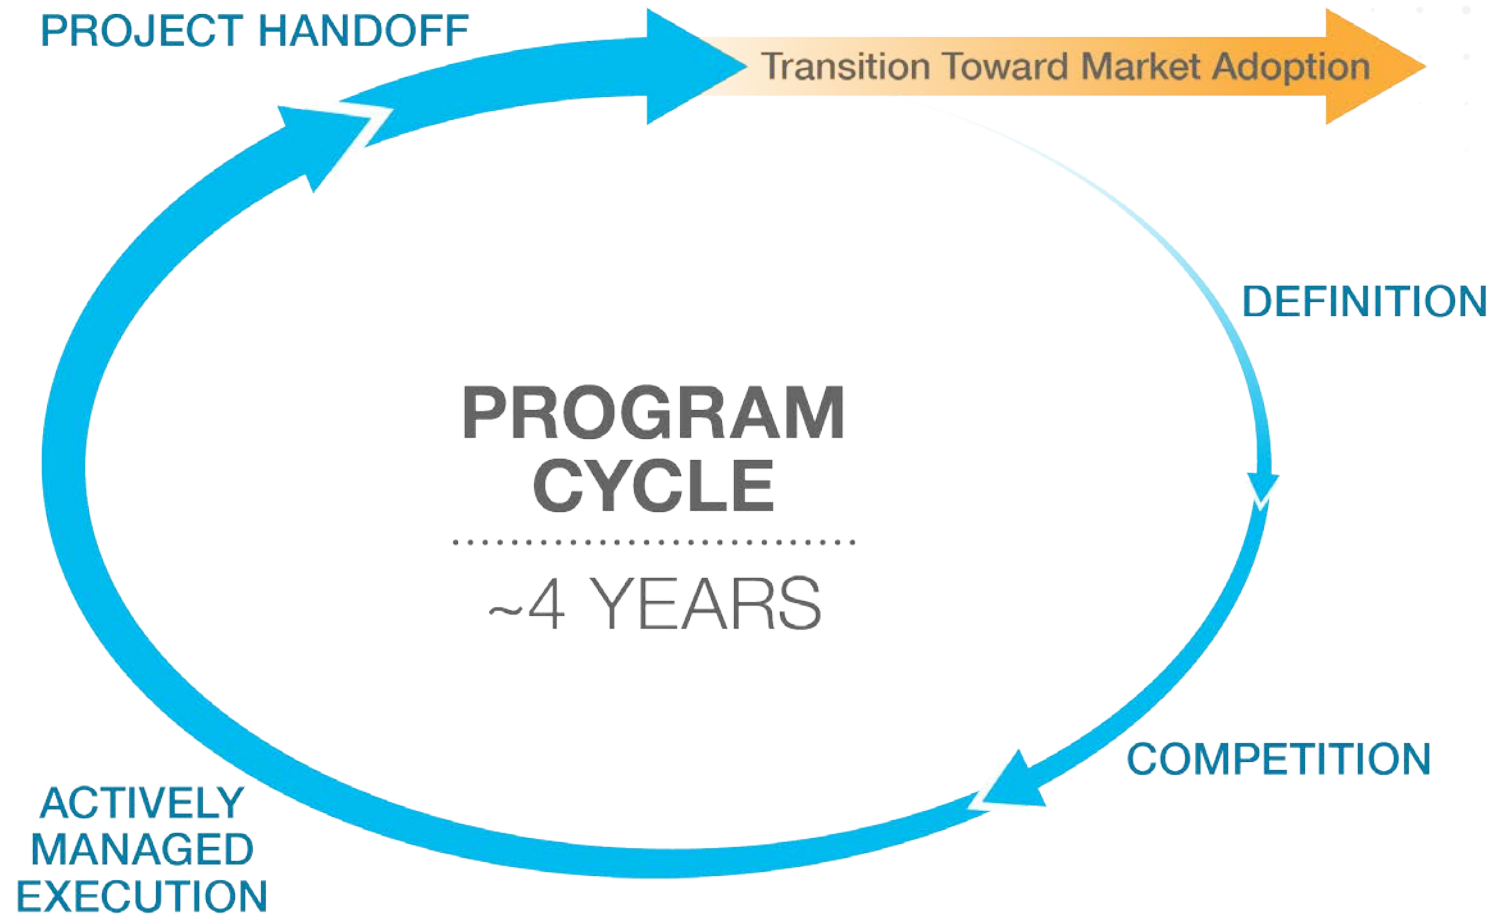 PROJECT HANDOFF
Transition Toward Market Adoption
DEFINITION
PROGRAM
CYCLE
~4 YEARS
COMPETITION
ACTIVELY
MANAGED
EXECUTION